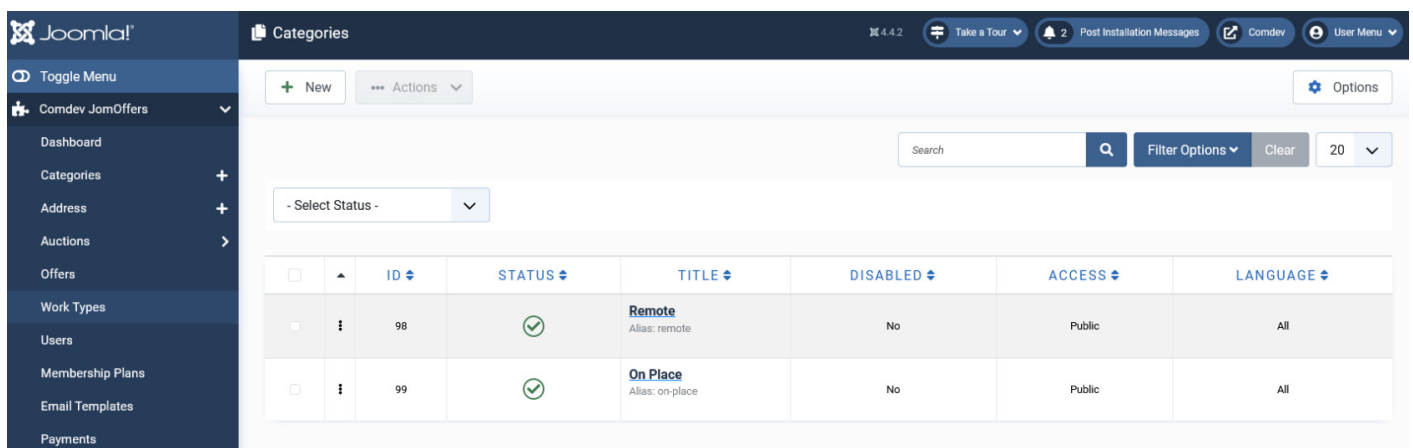 Joomla!
Categories
4.4.2
Take a Tour
2 Post Installation Messages
Comdev
User Menu
Toggle Menu
Comdev JomOffers
Dashboard
Categories
Address
Auctions
Offers
Work Types
Users
Membership Plans
Email Templates
Payments
+ New
••• Actions
Options
Search
Filter Options
Clear
20
- Select Status -
ID STATUS TITLE DISABLED ACCESS LANGUAGE
98 Remote No Public All
Alias: remote
99 On Place No Public All
Alias: on-place